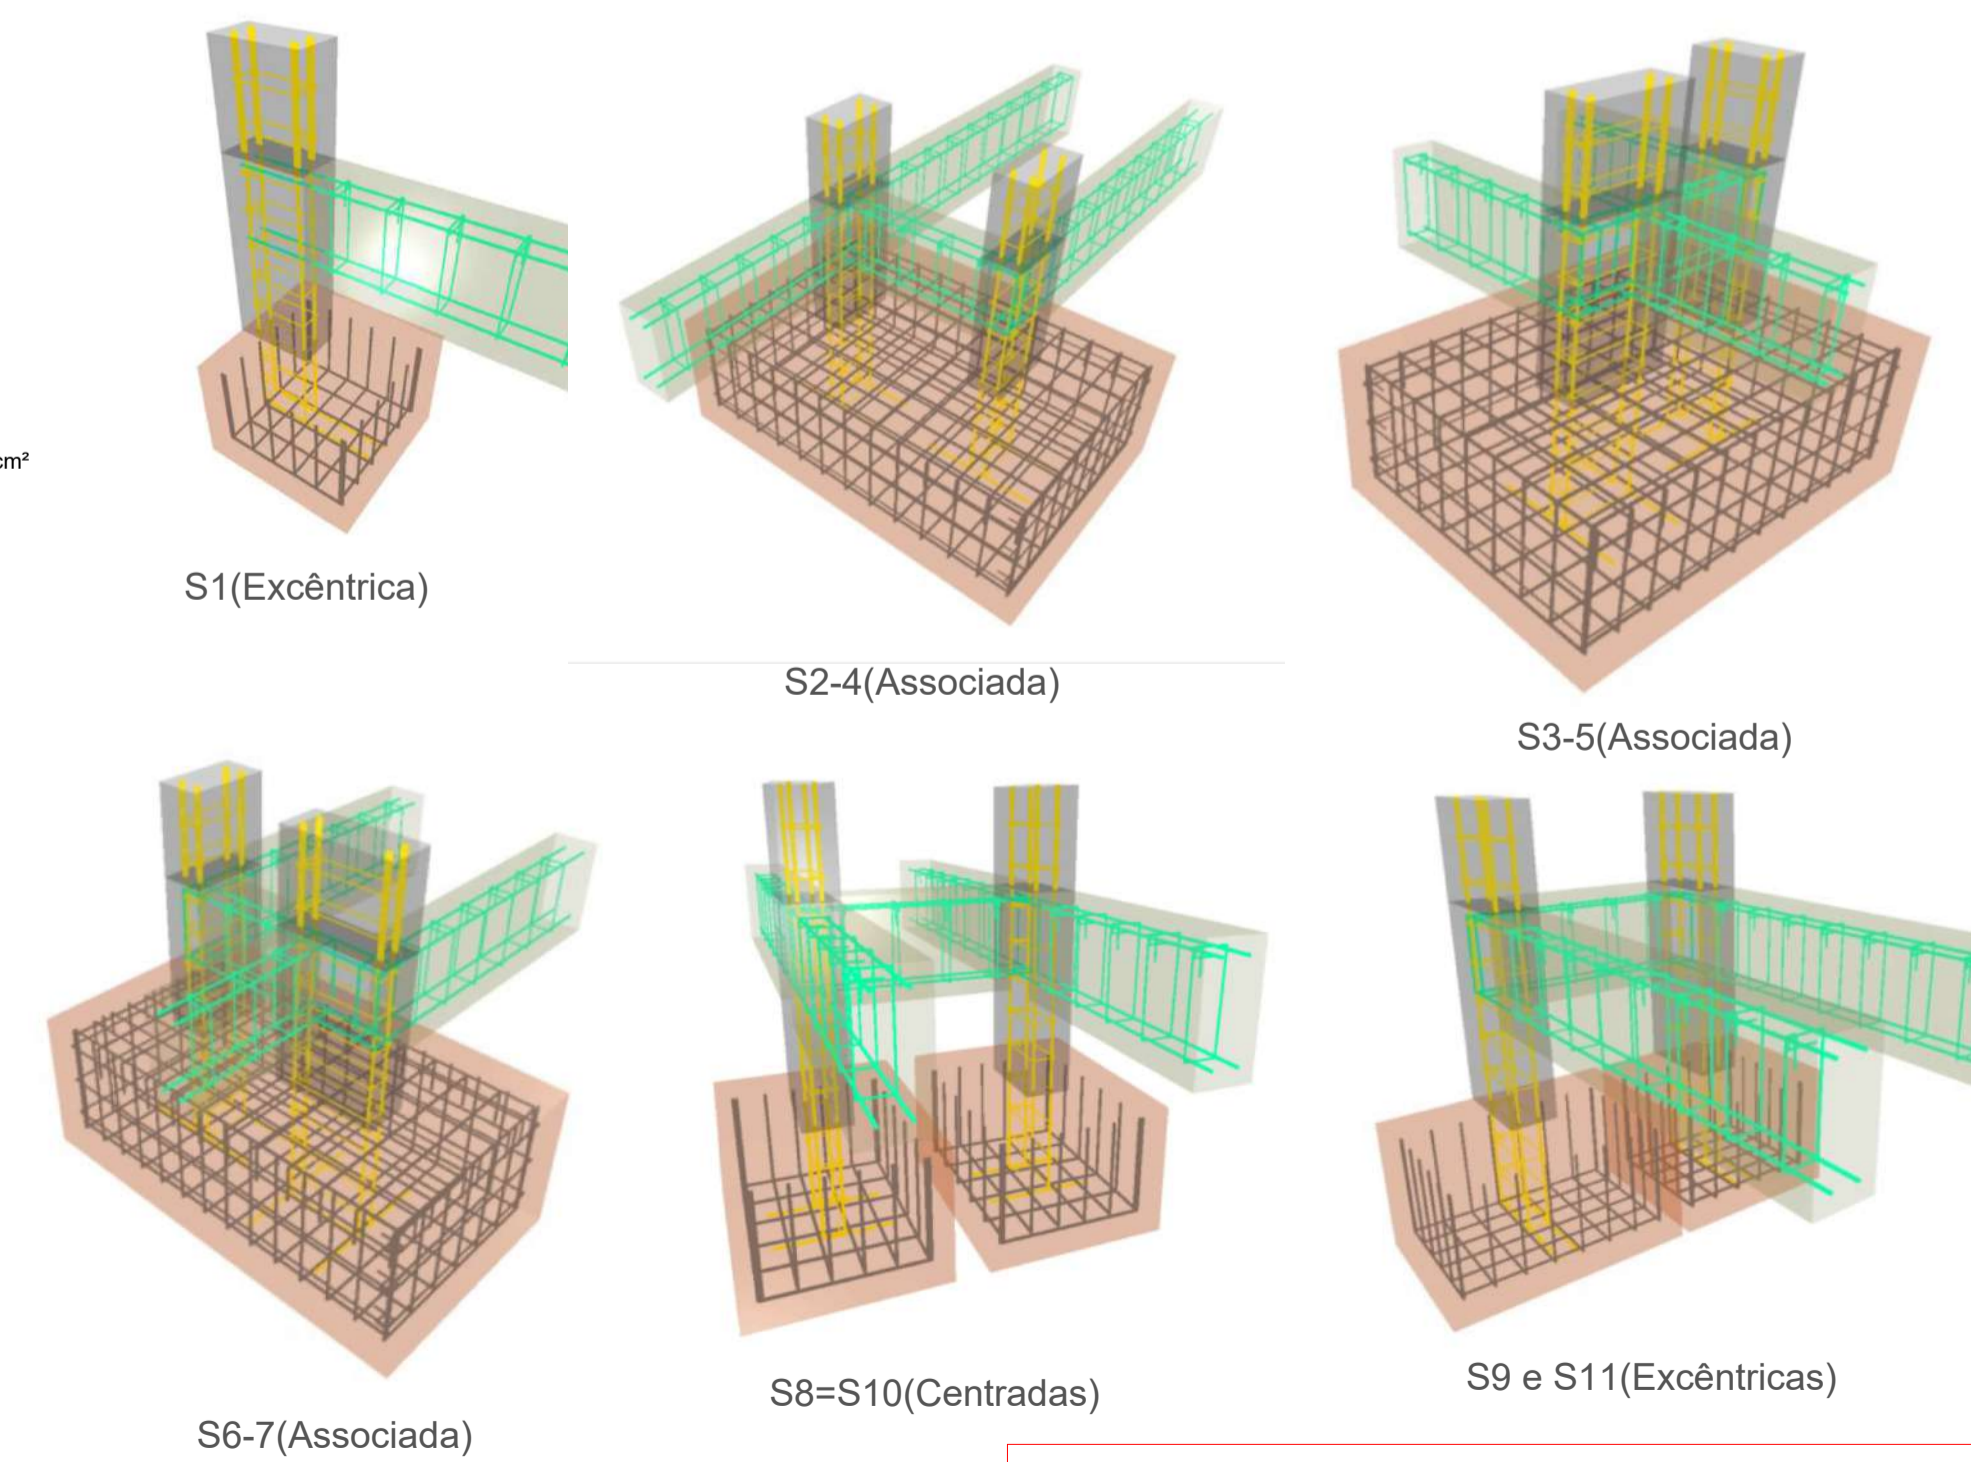 cm²
S1(Excêntrica)
S2-4(Associada)
S3-5(Associada)
S6-7(Associada)
S8=S10(Centradas)
S9 e S11(Excêntricas)